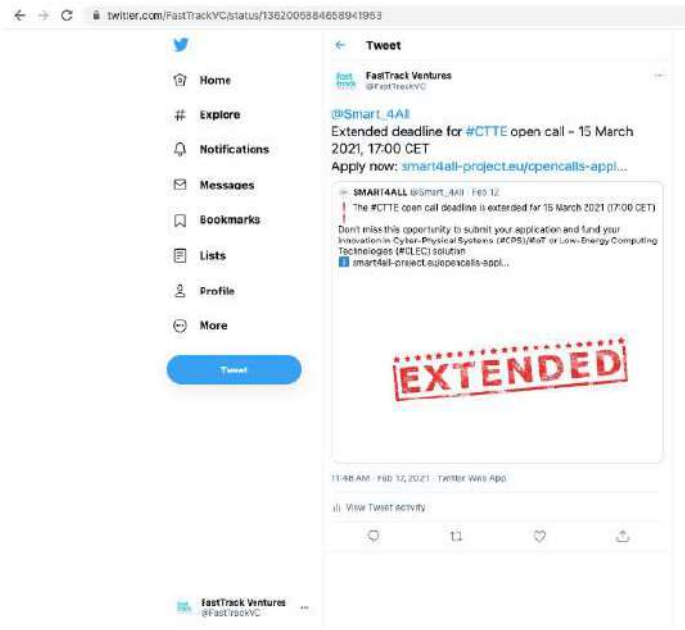 twitter.com/FastTrackVC/status/1362005884658941953
Home
Explore
Notifications
Messages
Bookmarks
Lists
Profile
More
Tweet
FastTrack Ventures
@FastTrackVC
Tweet
fast track
FastTrack Ventures
@FastTrackVC
@Smart_4All
Extended deadline for #CTTE open call – 15 March
2021, 17:00 CET
Apply now: smart4all-project.eu/opencalls-appl...
SMART4ALL @Smart_4All · Feb 12
The #CTTE open call deadline is extended for 15 March 2021 (17:00 CET)
Don't miss this opportunity to submit your application and fund your
innovation in Cyber-Physical Systems (#CPS)/#IoT or Low-Energy Computing
Technologies (#CLEC) solution
smart4all-project.eu/opencalls-appl...
EXTENDED
AM · Feb 17, 2021 · Twitter Web App
View Tweet activity